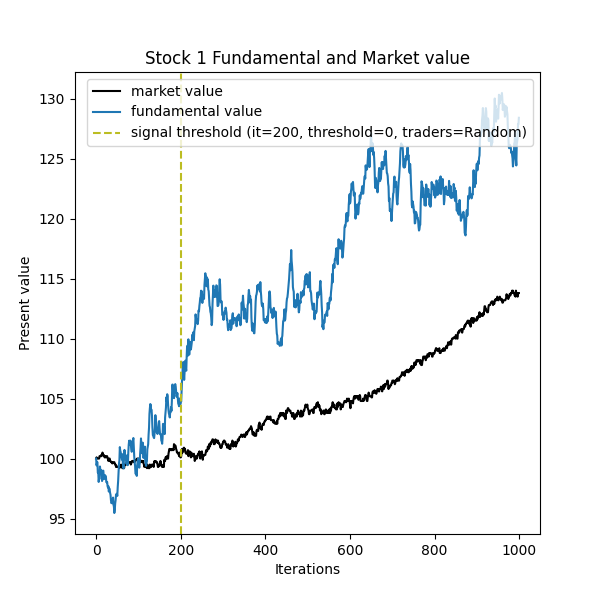 Stock 1 Fundamental and Market value
market value
fundamental value
signal threshold (it=200, threshold=0, traders=Random)
130
125
120
115
110
105
100
95
Present value
0 200 400 600 800 1000
Iterations